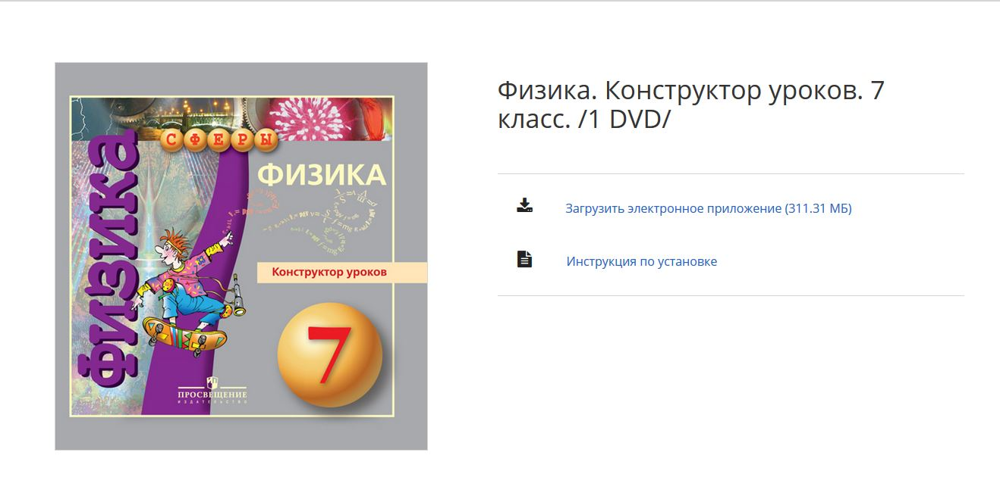 Физика. Конструктор уроков. 7
класс. /1 DVD/
Загрузить электронное приложение (311.31 МБ)
Инструкция по установке
СФЕРЫ
физика
ФИЗИКА
Конструктор уроков
7
ПРОСВЕЩЕНИЕ
ИЗДАТЕЛЬСТВО